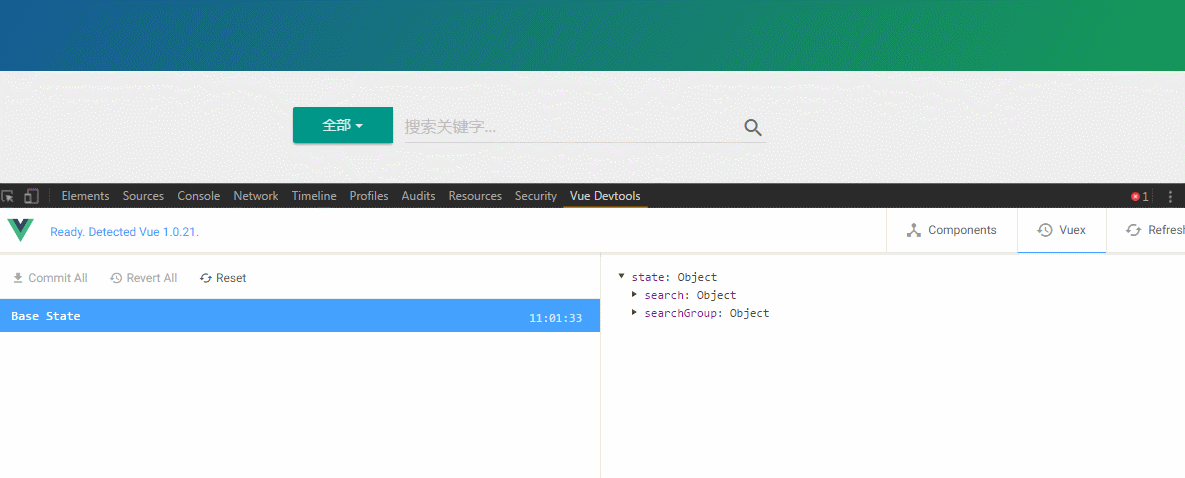 全部
搜索关键字...
Elements Sources Console Network Timeline Profiles Audits Resources Security Vue Devtools 1
Ready. Detected Vue 1.0.21. Components Vuex Refresh
Commit All Revert All Reset
Base State 11:01:33
state: Object
search: Object
searchGroup: Object